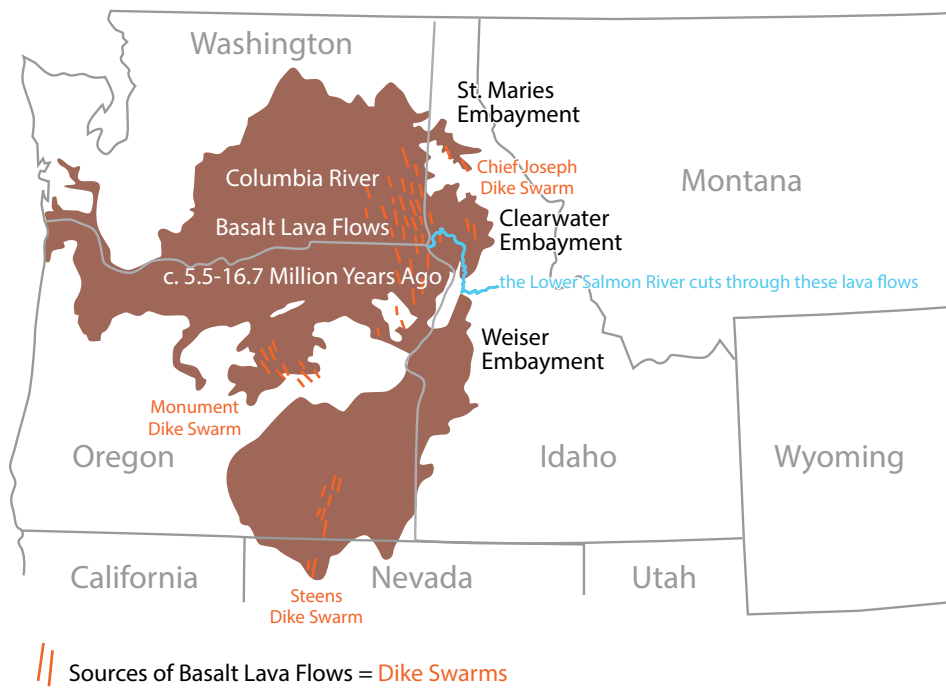 Washington
St. Maries
Embayment
Chief Joseph
Dike Swarm
Montana
Columbia River
Basalt Lava Flows
c. 5.5-16.7 Million Years Ago
Clearwater
Embayment
the Lower Salmon River cuts through these lava flows
Weiser
Embayment
Monument
Dike Swarm
Oregon
Idaho
Wyoming
California
Nevada
Utah
Steens
Dike Swarm
Sources of Basalt Lava Flows = Dike Swarms